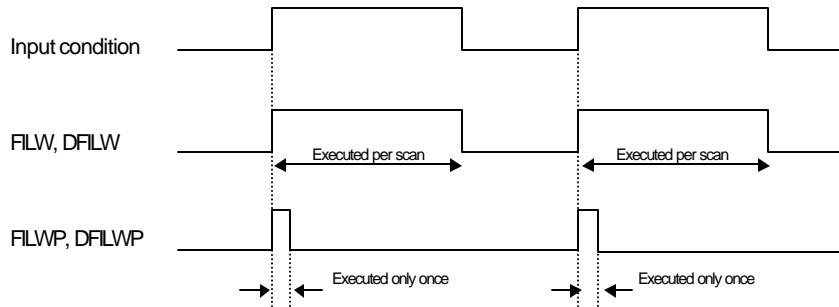 Input condition
FILW, DFILW
Executed per scan
Executed per scan
FILWP, DFILWP
Executed only once
Executed only once